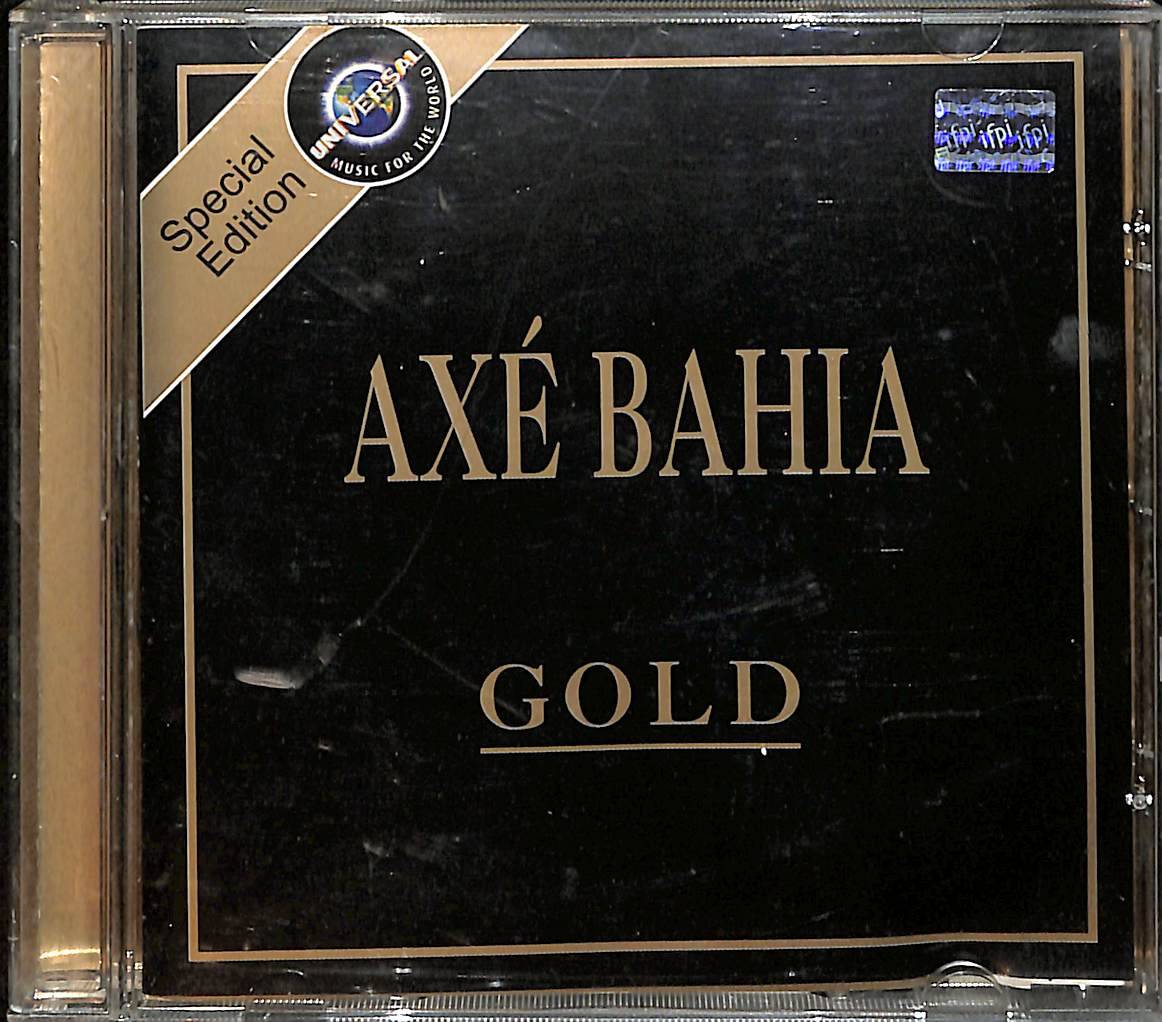 UNIVERSAL
MUSIC FOR THE WORLD
Special
Edition
ifpi ifpi ifpi
AXÉ BAHIA
GOLD